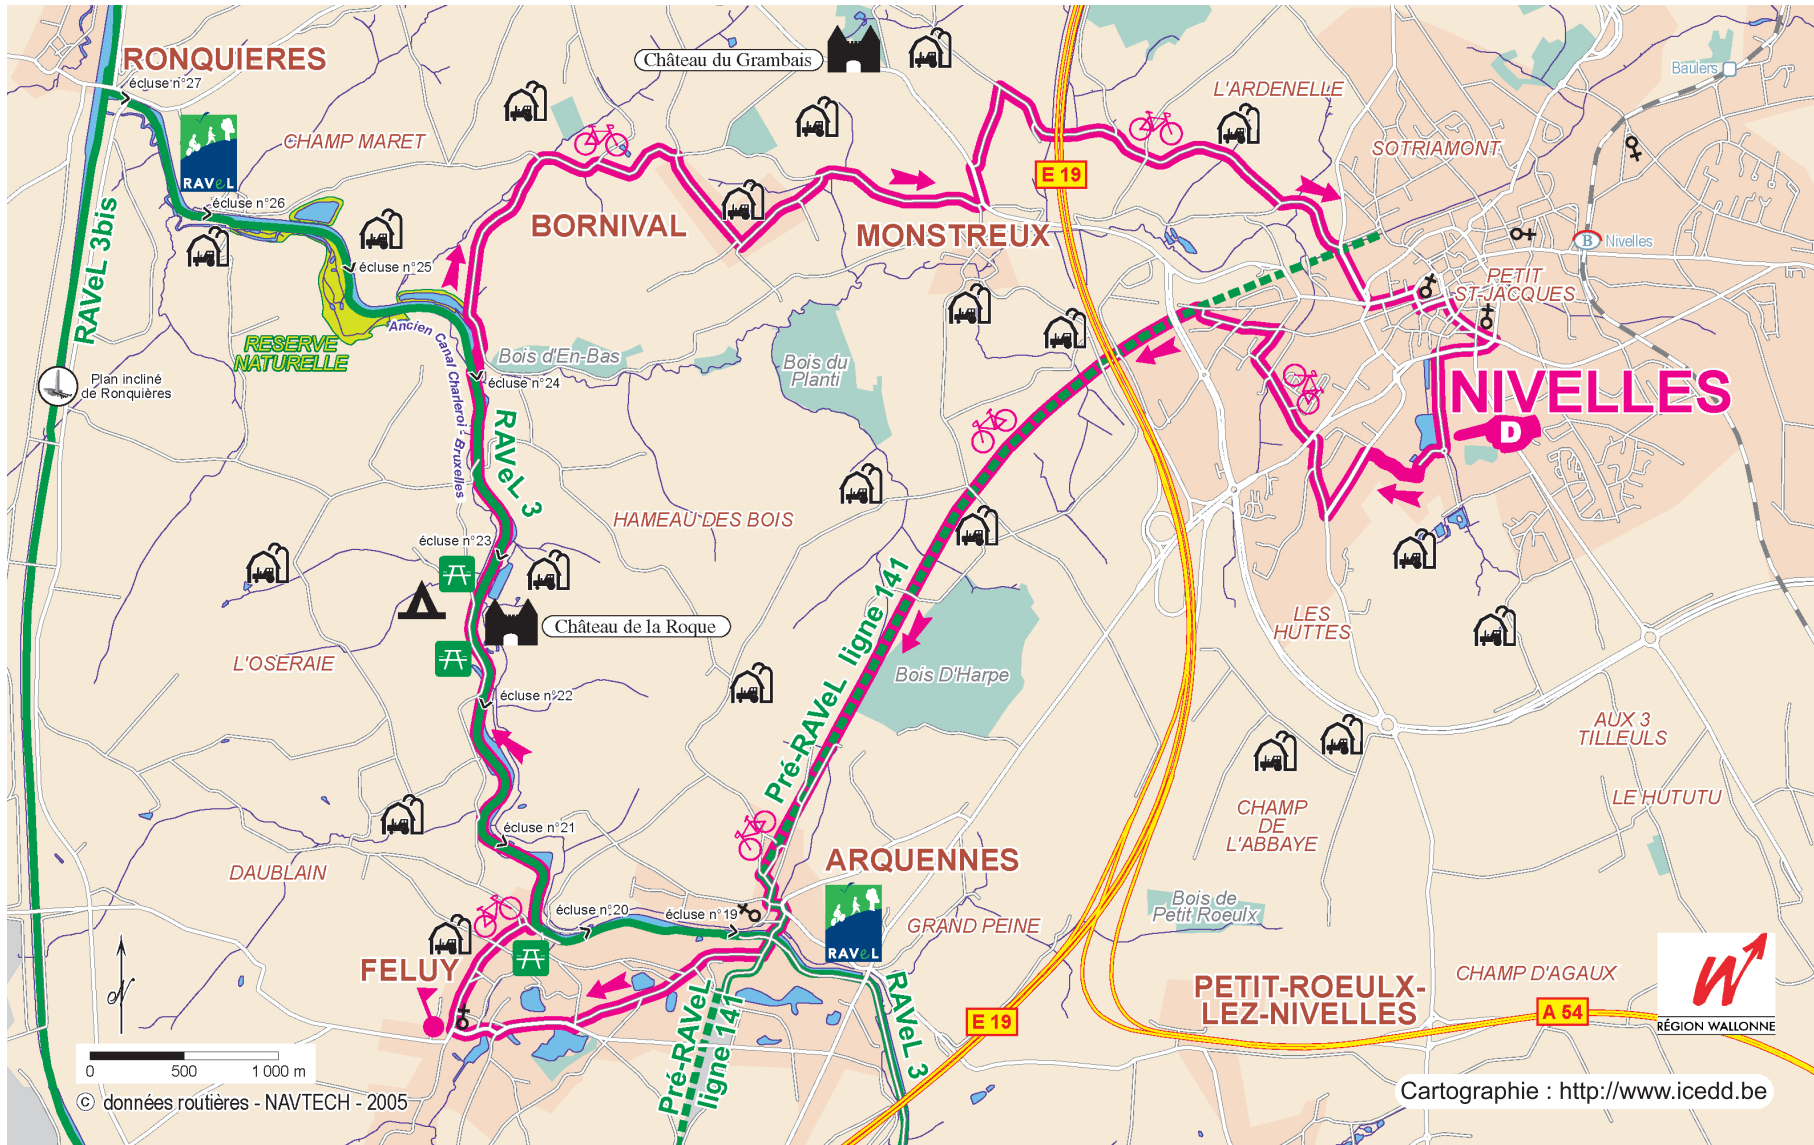 RONQUIERES
écluse n°27
Château du Grambais
E 19
L'ARDENELLE
Baulers
CHAMP MARET
SOTRIAMONT
RAVeL
écluse n°26
BORNIVAL
MONSTREUX
B
Nivelles
RAVeL 3bis
écluse n°25
PETIT
ST-JACQUES
RESERVE
NATURELLE
Ancien Canal Charleroi - Bruxelles
Bois d'En-Bas
Bois du
Planti
écluse n°24
Plan incliné
de Ronquières
NIVELLES
D
RAVeL 3
HAMEAU DES BOIS
écluse n°23
Château de la Roque
LES
HUTTES
L'OSERAIE
Bois D'Harpe
Pré-RAVeL ligne 141
écluse n°22
AUX 3
TILLEULS
LE HUTUTU
CHAMP
DE
L'ABBAYE
écluse n°21
ARQUENNES
DAUBLAIN
Bois de
Petit Roeulx
écluse n°20
écluse n°19
GRAND PEINE
RAVeL
FELUY
N
PETIT-ROEULX-
LEZ-NIVELLES
CHAMP D'AGAUX
W
RÉGION WALLONNE
A 54
E 19
Pré-RAVeL
ligne 141
RAVeL 3
0 500 1 000 m
© données routières - NAVTECH - 2005
Cartographie : http://www.icedd.be